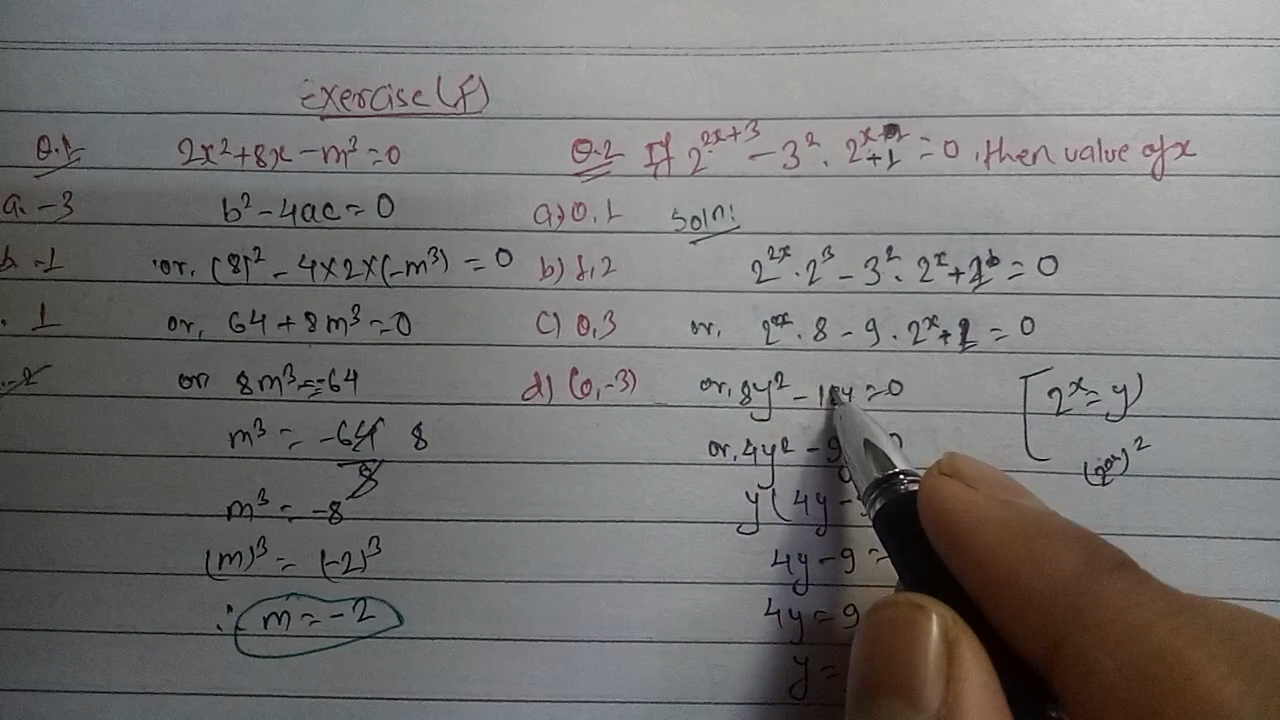 Exercise (f)
Q.1 2x²+8x-m³=0
a. -3 b²-4ac=0
b. -1 or, (8)²-4×2×(-m³)=0
. 1 or, 64+8m³=0
.-2 or 8m³=-64
m³=-64 8
8
m³=-8
(m)³=(-2)³
∴ m=-2
Q.2 If 2^{2x+3}-3².2^{x}+1=0, then value of x
a) 0,1 Soln:
b) 1,2 2^{2x}.2³-3².2^{x}+1=0
c) 0,3 or, 2^{2x}.8-9.2^{x}+1=0
d) (0,-3) or, 8y²- =0 [2^{x}=y)
or, 4y²-9 (2^{x})²
y(4y-
4y-9=
4y=9
y=